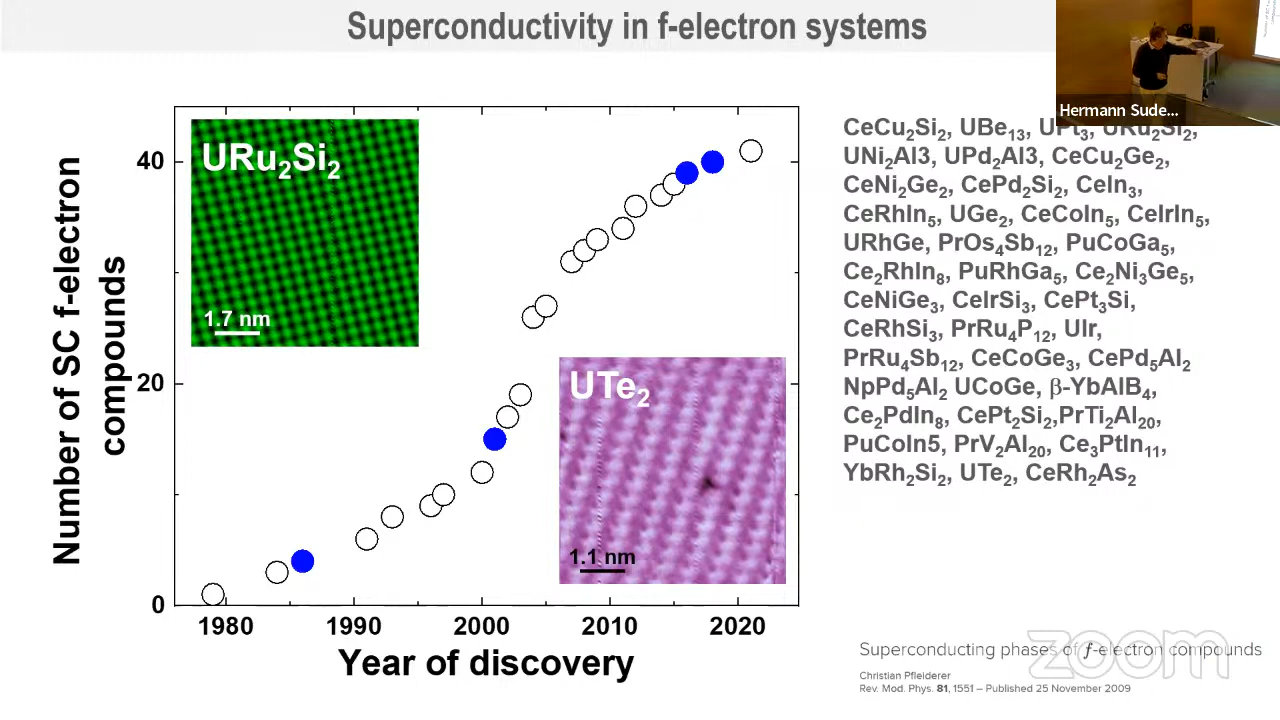 Superconductivity in f-electron systems
Hermann Sude...
Number of SC f-electron
compounds
40
20
0
URu₂Si₂
1.7 nm
UTe₂
1.1 nm
1980 1990 2000 2010 2020
Year of discovery
CeCu₂Si₂, UBe₁₃, UPt₃, URu₂Si₂,
UNi₂Al3, UPd₂Al3, CeCu₂Ge₂,
CeNi₂Ge₂, CePd₂Si₂, CeIn₃,
CeRhIn₅, UGe₂, CeCoIn₅, CeIrIn₅,
URhGe, PrOs₄Sb₁₂, PuCoGa₅,
Ce₂RhIn₈, PuRhGa₅, Ce₂Ni₃Ge₅,
CeNiGe₃, CeIrSi₃, CePt₃Si,
CeRhSi₃, PrRu₄P₁₂, UIr,
PrRu₄Sb₁₂, CeCoGe₃, CePd₅Al₂
NpPd₅Al₂ UCoGe, β-YbAlB₄,
Ce₂PdIn₈, CePt₂Si₂,PrTi₂Al₂₀,
PuCoIn5, PrV₂Al₂₀, Ce₃PtIn₁₁,
YbRh₂Si₂, UTe₂, CeRh₂As₂
Superconducting phases of f-electron compounds
zoom
Christian Pfleiderer
Rev. Mod. Phys. 81, 1551 – Published 25 November 2009